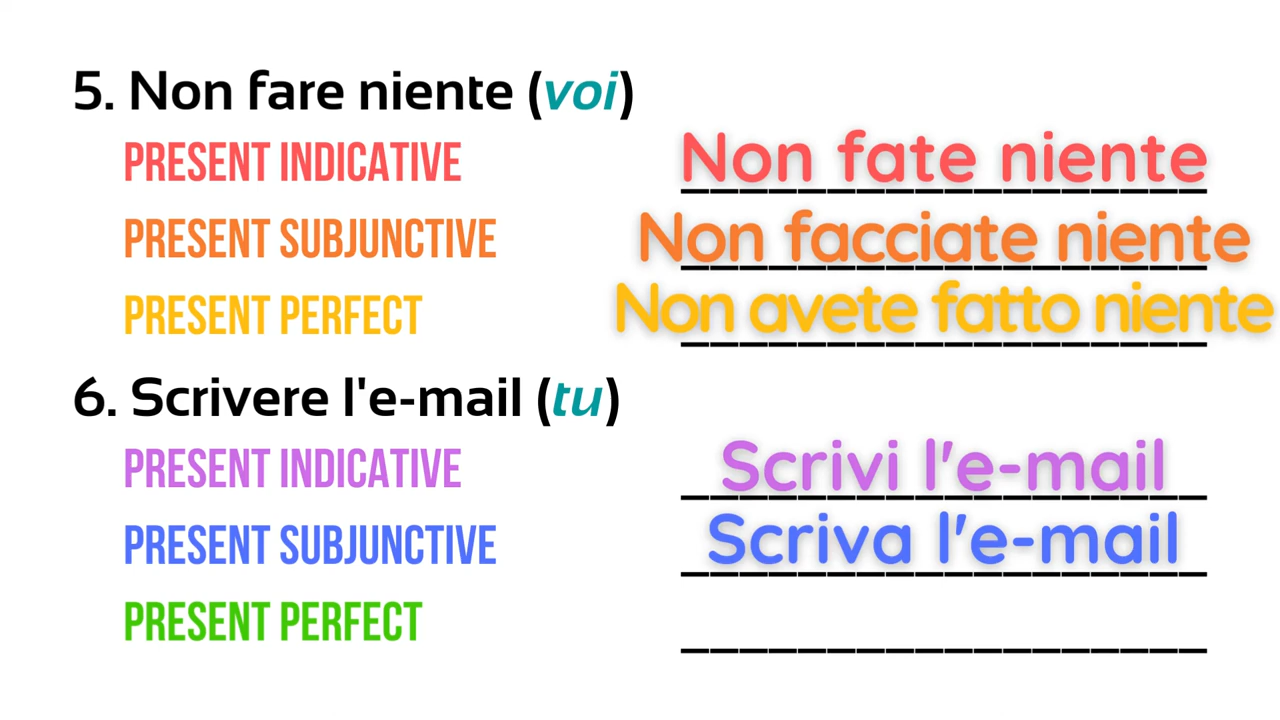 5. Non fare niente (voi)
PRESENT INDICATIVE Non fate niente
PRESENT SUBJUNCTIVE Non facciate niente
PRESENT PERFECT Non avete fatto niente
6. Scrivere l'e-mail (tu)
PRESENT INDICATIVE Scrivi l'e-mail
PRESENT SUBJUNCTIVE Scriva l'e-mail
PRESENT PERFECT __________________